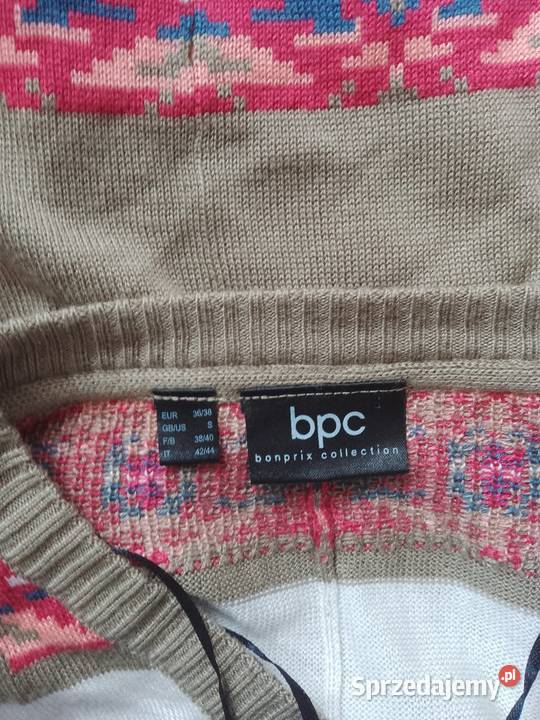 EUR 36/38
GB/US S
F/B 38/40
IT 42/44
bpc
bonprix collection
Sprzedajemy.pl